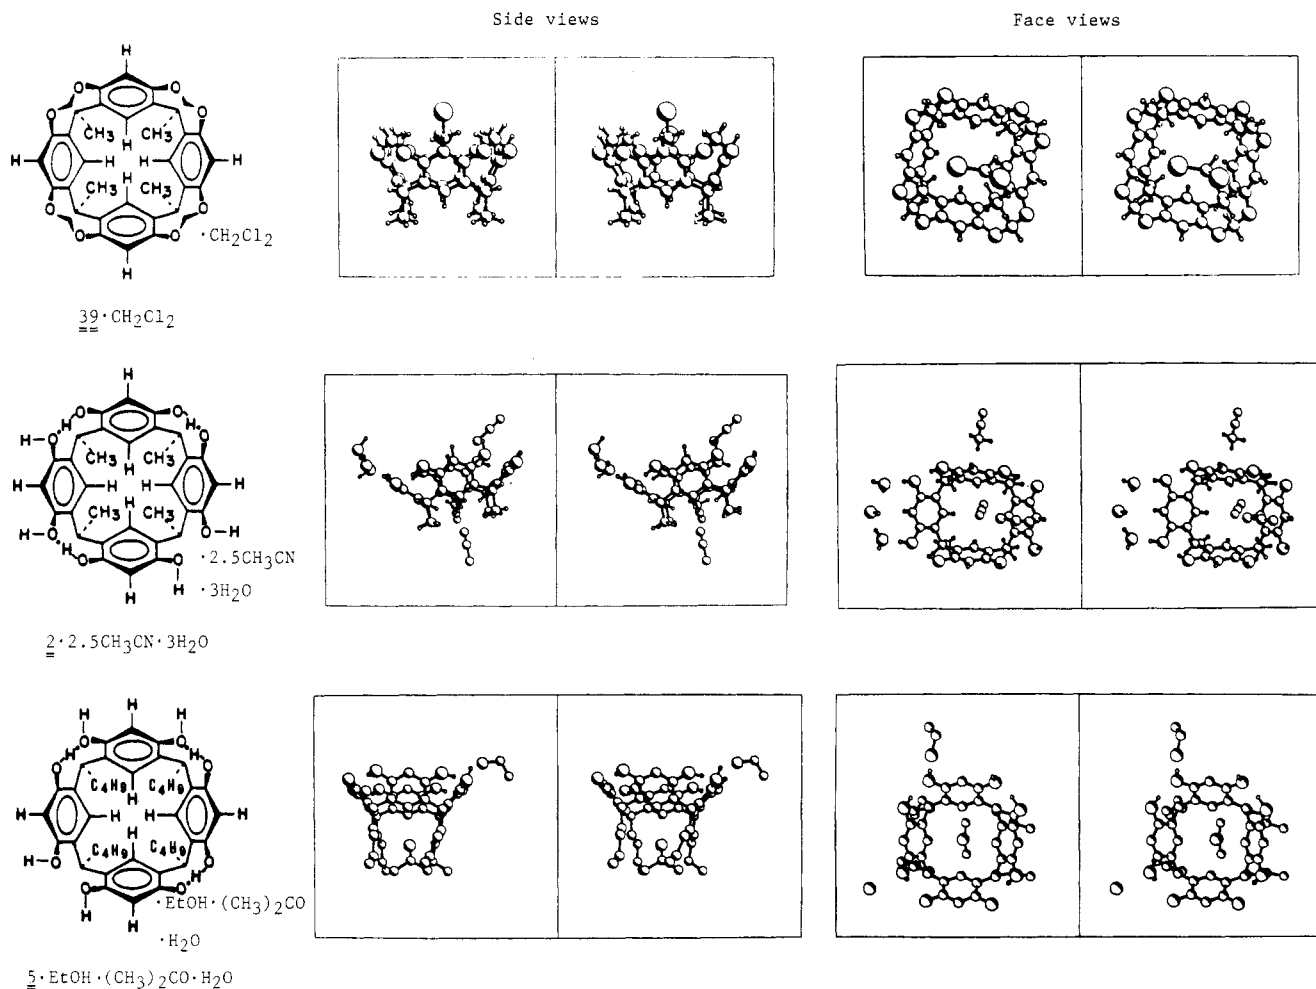 Side views
Face views
H
O O
O O
CH3 CH3
H
H H H H
H
CH3 CH3
O O
O O
·CH2Cl2
H
39·CH2Cl2
H
O H O H
H-O O
CH3 CH3
H
H H H H
H
CH3 CH3
H-O O-H
H O O
·2.5CH3CN
H
·3H2O
H
2·2.5CH3CN·3H2O
H H H
O O
H H
O O
C4H9 C4H9
H
H H H H
H
C4H9 C4H9
H-O O
H
O O
·EtOH·(CH3)2CO
H H
·H2O
5·EtOH·(CH3)2CO·H2O